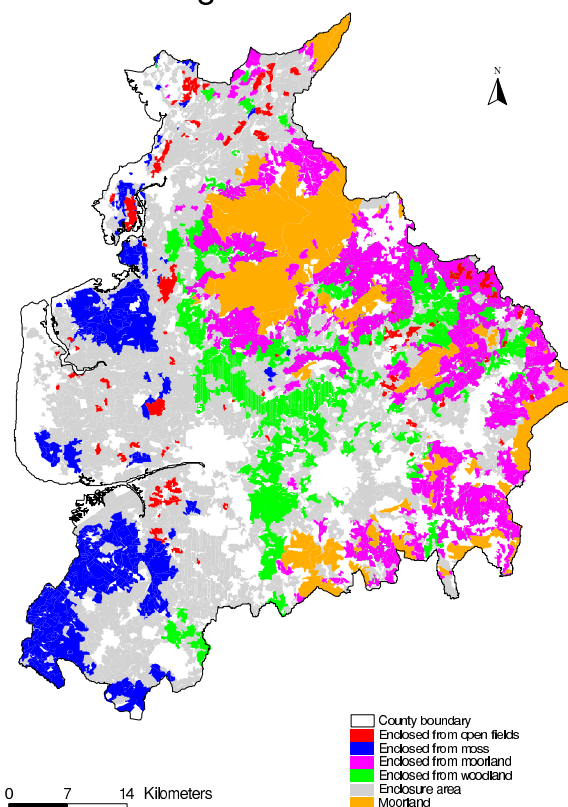 N
County boundary
Enclosed from open fields
Enclosed from moss
Enclosed from moorland
Enclosed from woodland
Enclosure area
Moorland
0 7 14 Kilometers